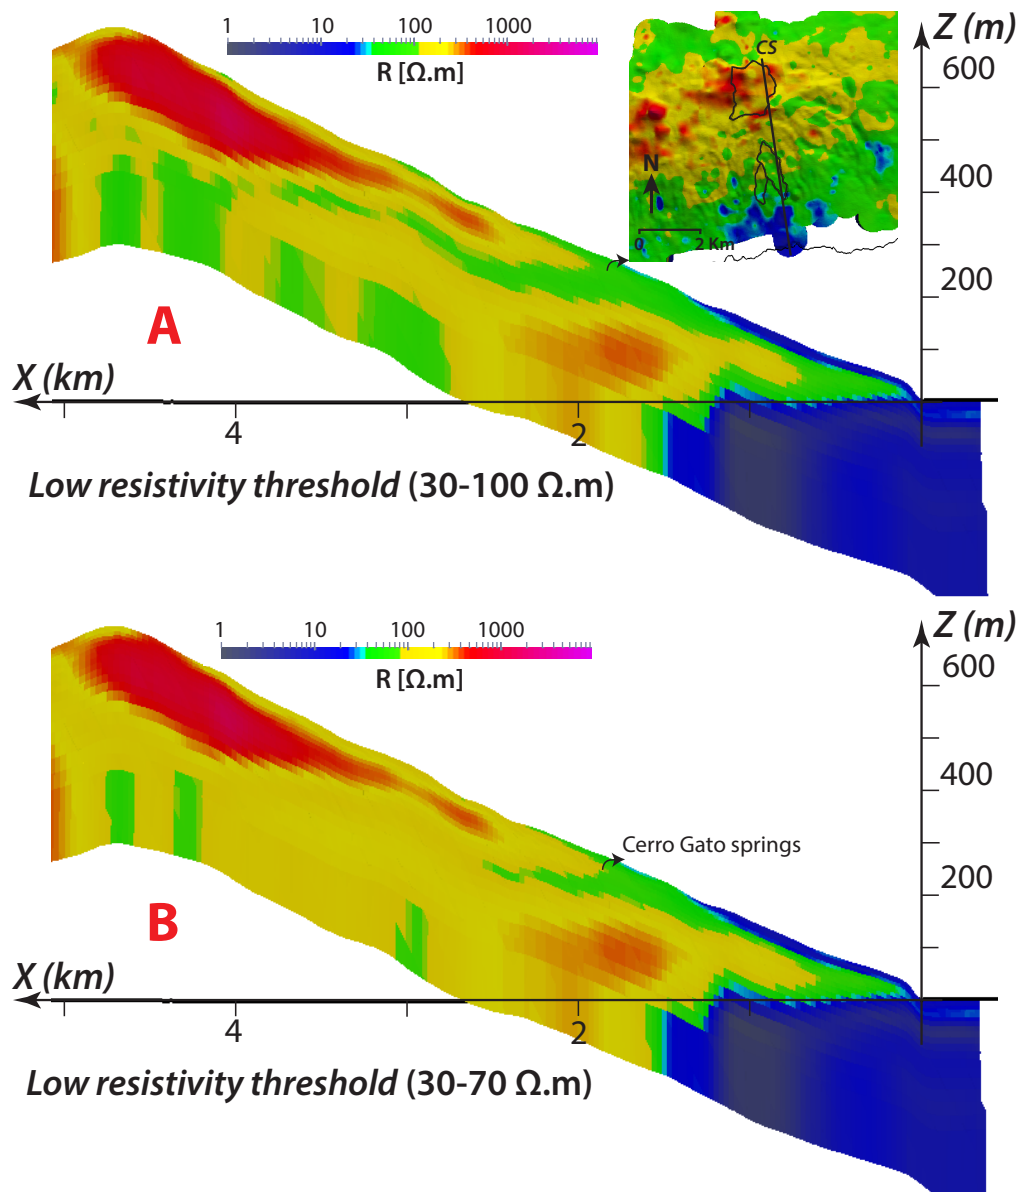 1 10 100 1000
R [Ω.m]
Z (m)
CS
600
N
400
0 2 Km
200
A
X (km)
4 2
Low resistivity threshold (30-100 Ω.m)
1 10 100 1000
R [Ω.m]
Z (m)
600
400
Cerro Gato springs
200
B
X (km)
4 2
Low resistivity threshold (30-70 Ω.m)